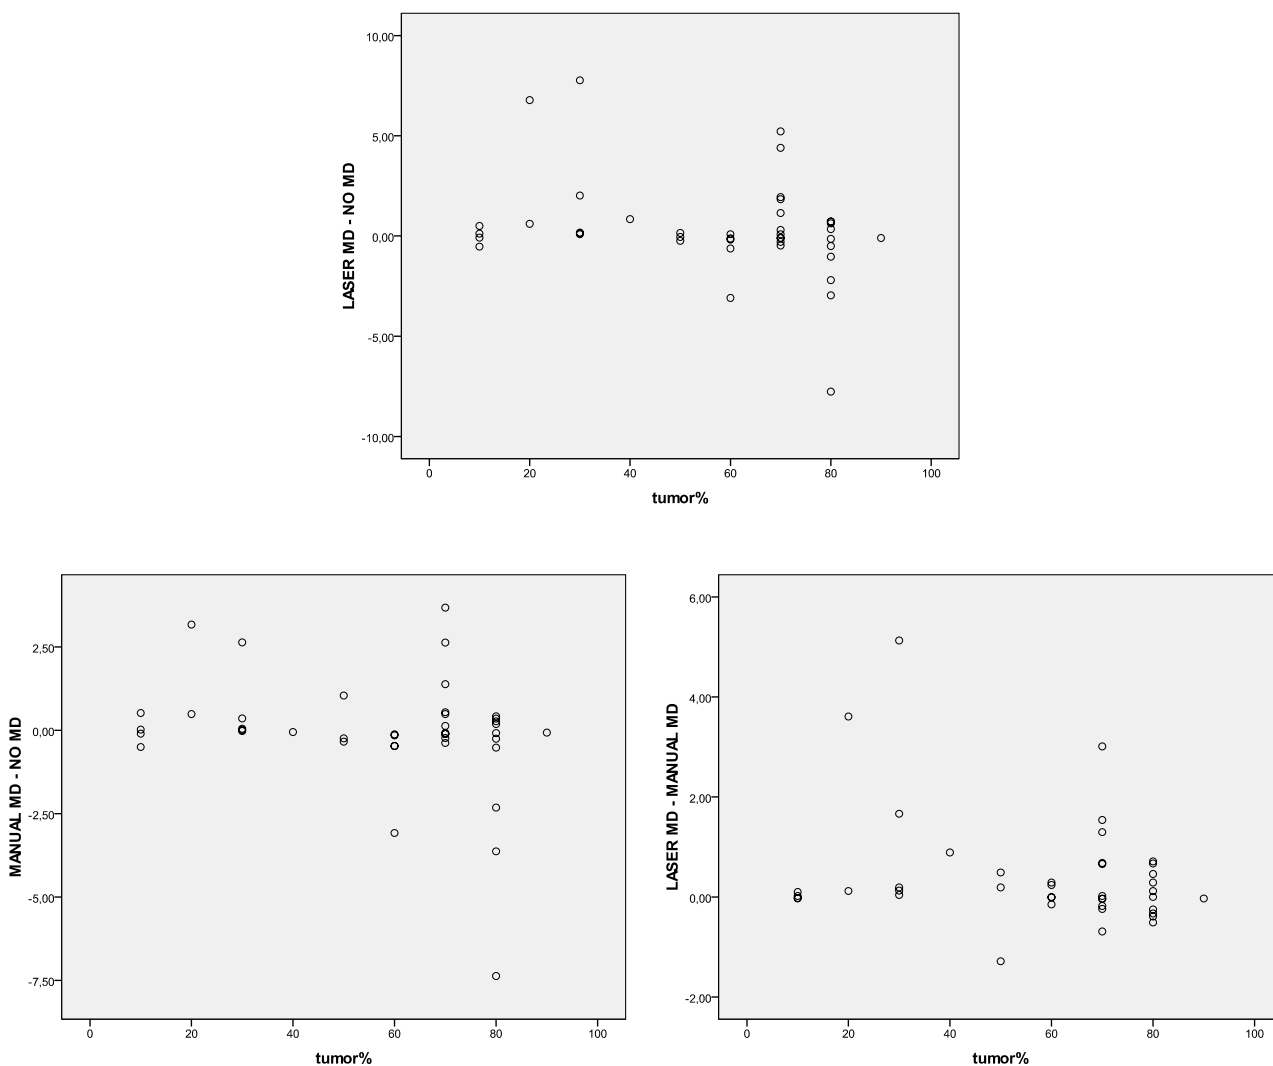 10,00
5,00
0,00
-5,00
-10,00
LASER MD - NO MD
0 20 40 60 80 100
tumor%
2,50
0,00
-2,50
-5,00
-7,50
MANUAL MD - NO MD
0 20 40 60 80 100
tumor%
6,00
4,00
2,00
0,00
-2,00
LASER MD - MANUAL MD
0 20 40 60 80 100
tumor%